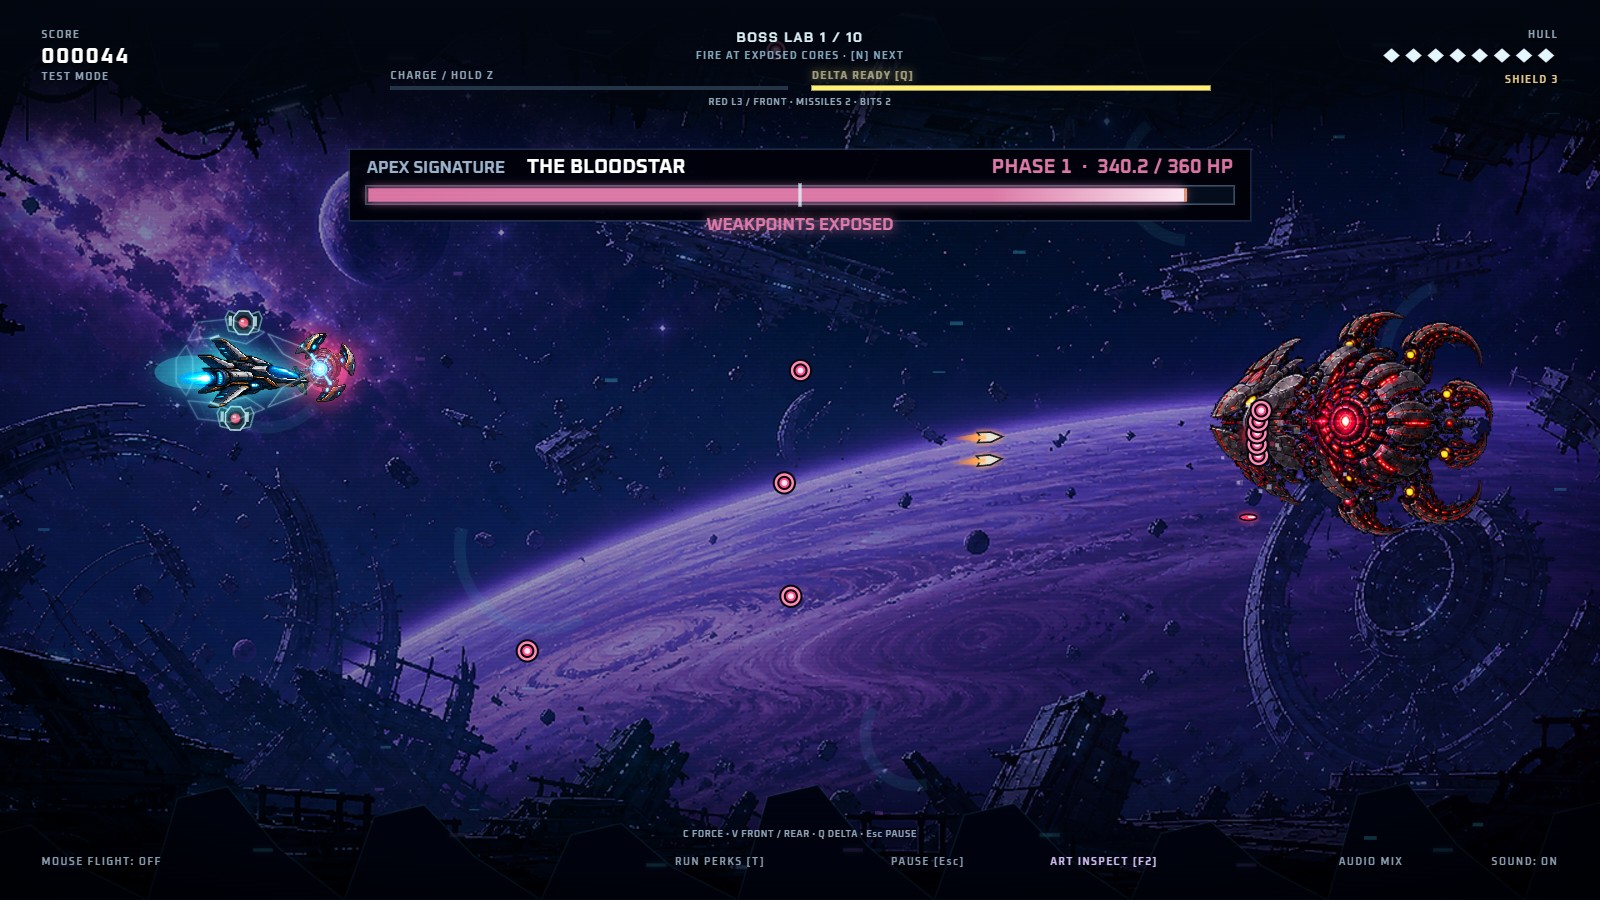 SCORE
000044
TEST MODE
BOSS LAB 1 / 10
FIRE AT EXPOSED CORES · [N] NEXT
CHARGE / HOLD Z
DELTA READY [Q]
RED L3 / FRONT · MISSILES 2 · BITS 2
HULL
SHIELD 3
APEX SIGNATURE THE BLOODSTAR PHASE 1 · 340.2 / 360 HP
WEAKPOINTS EXPOSED
C FORCE · V FRONT / REAR · Q DELTA · Esc PAUSE
MOUSE FLIGHT: OFF
RUN PERKS [T]
PAUSE [Esc]
ART INSPECT [F2]
AUDIO MIX
SOUND: ON